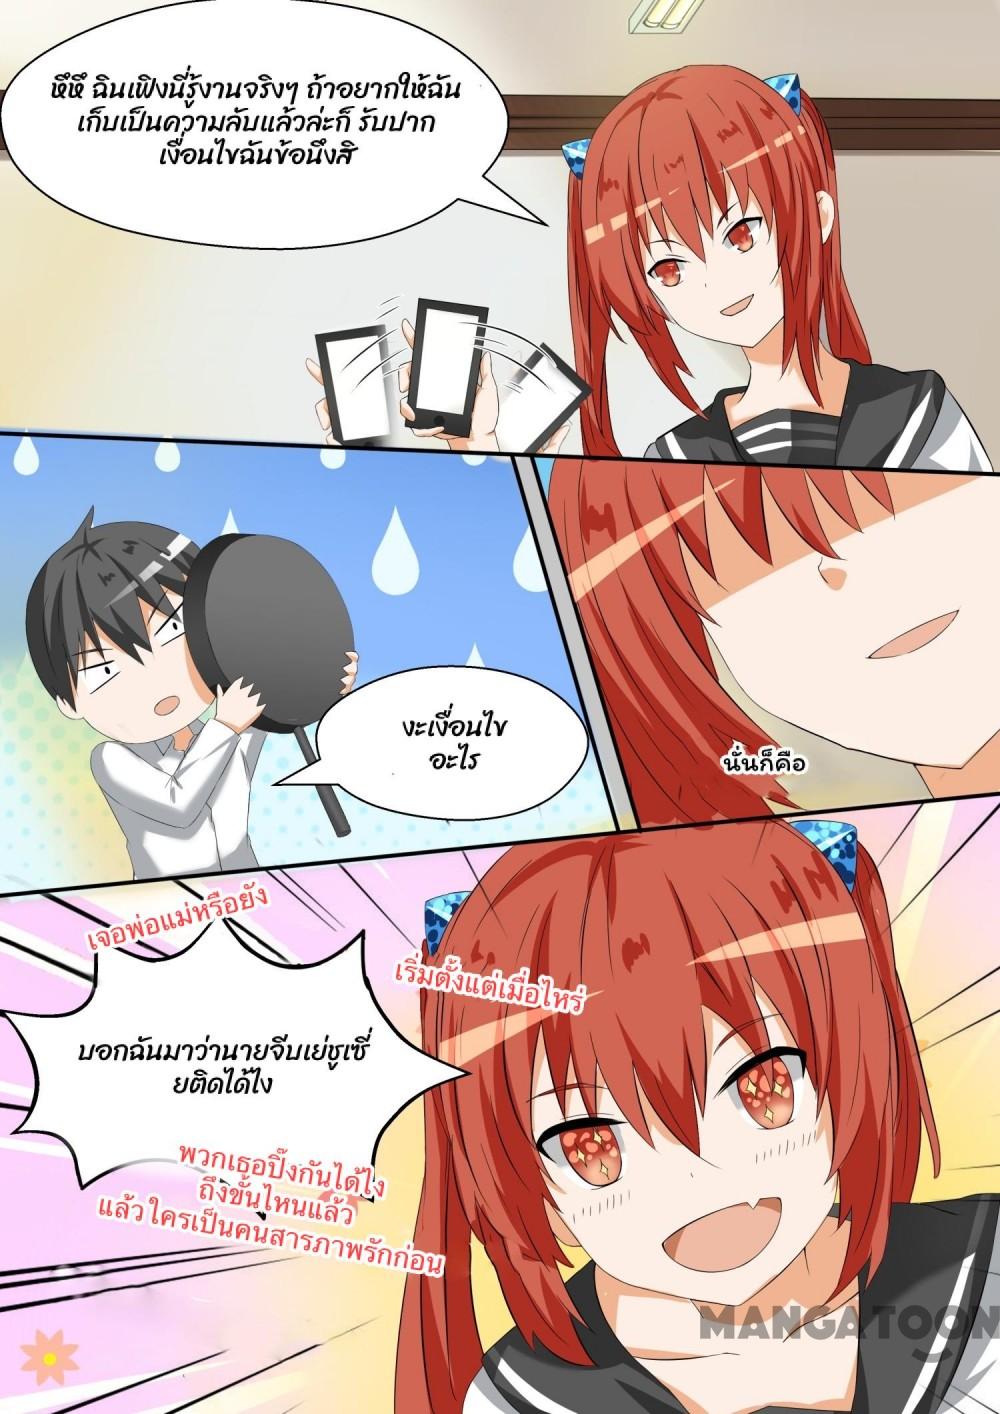 หึหึ ฉินเฟิงนี่รู้งานจริงๆ ถ้าอยากให้ฉัน
เก็บเป็นความลับแล้วล่ะก็ รับปาก
เงื่อนไขฉันข้อนึงสิ
งะเงื่อนไข
อะไร
นั่นก็คือ
เจอพ่อแม่หรือยัง
เริ่มตั้งแต่เมื่อไหร่
บอกฉันมาว่านายจีบเย่ชูเซี่
ยติดได้ไง
พวกเธอปิ๊งกันได้ไง
ถึงขั้นไหนแล้ว
แล้วใครเป็นคนสารภาพรักก่อน
MANGATOON